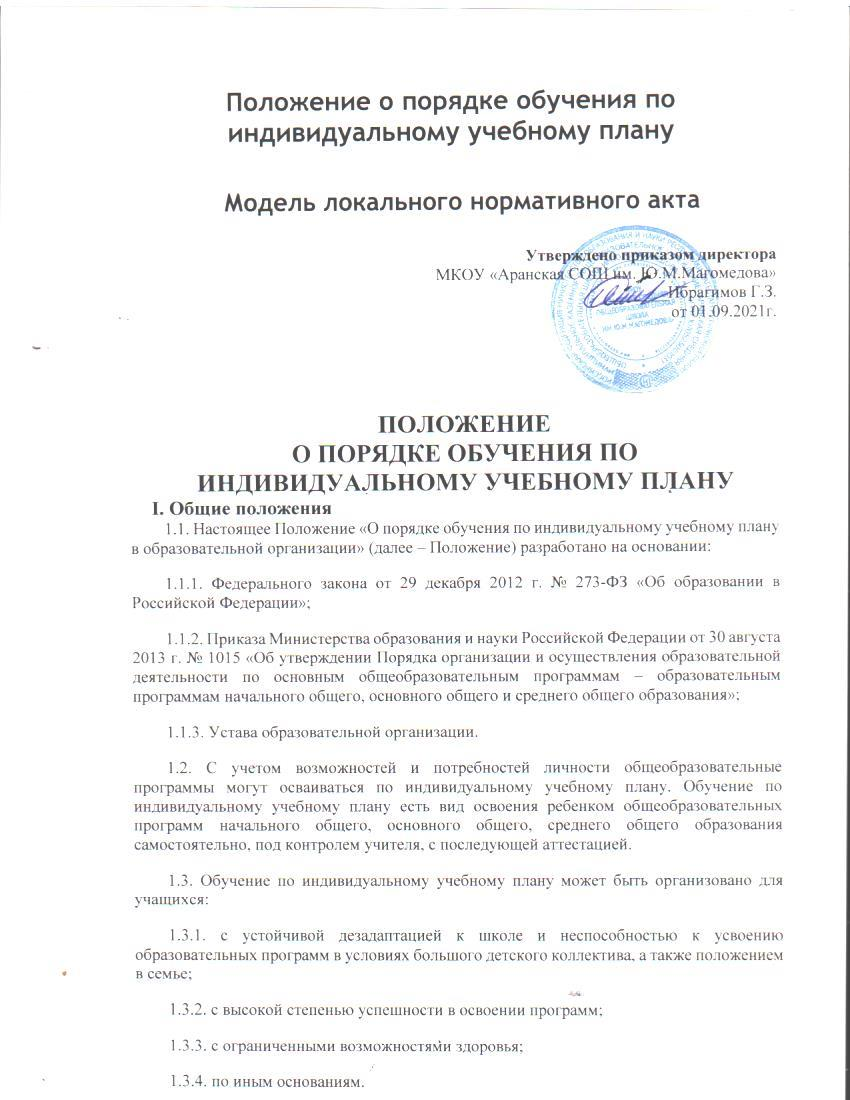 Положение о порядке обучения по
индивидуальному учебному плану
Модель локального нормативного акта
Утверждено приказом директора
МКОУ «Аранская СОШ им. Ю.М.Магомедова»
Ибрагимов Г.З.
от 01.09.2021г.
ОБЩЕОБРАЗОВАТЕЛЬНАЯ
ШКОЛА
ПОЛОЖЕНИЕ
О ПОРЯДКЕ ОБУЧЕНИЯ ПО
ИНДИВИДУАЛЬНОМУ УЧЕБНОМУ ПЛАНУ
I. Общие положения
1.1. Настоящее Положение «О порядке обучения по индивидуальному учебному плану
в образовательной организации» (далее – Положение) разработано на основании:
1.1.1. Федерального закона от 29 декабря 2012 г. № 273-ФЗ «Об образовании в
Российской Федерации»;
1.1.2. Приказа Министерства образования и науки Российской Федерации от 30 августа
2013 г. № 1015 «Об утверждении Порядка организации и осуществления образовательной
деятельности по основным общеобразовательным программам – образовательным
программам начального общего, основного общего и среднего общего образования»;
1.1.3. Устава образовательной организации.
1.2. С учетом возможностей и потребностей личности общеобразовательные
программы могут осваиваться по индивидуальному учебному плану. Обучение по
индивидуальному учебному плану есть вид освоения ребенком общеобразовательных
программ начального общего, основного общего, среднего общего образования
самостоятельно, под контролем учителя, с последующей аттестацией.
1.3. Обучение по индивидуальному учебному плану может быть организовано для
учащихся:
1.3.1. с устойчивой дезадаптацией к школе и неспособностью к усвоению
образовательных программ в условиях большого детского коллектива, а также положением
в семье;
1.3.2. с высокой степенью успешности в освоении программ;
1.3.3. с ограниченными возможностями здоровья;
1.3.4. по иным основаниям.